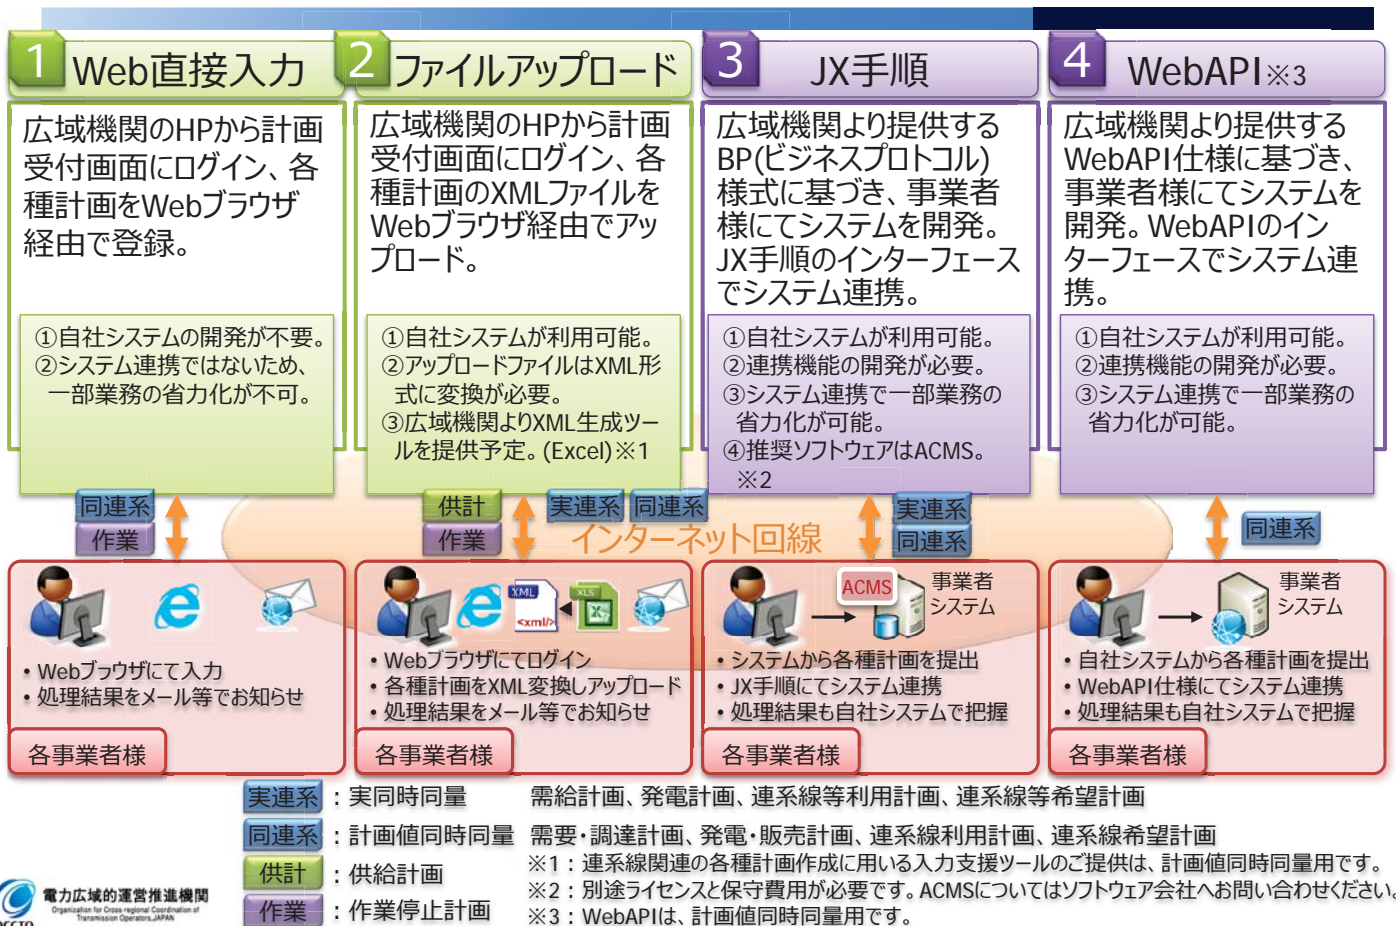 1 Web直接入力
広域機関のHPから計画
受付画面にログイン、各
種計画をWebブラウザ
経由で登録。
①自社システムの開発が不要。
②システム連携ではないため、
一部業務の省力化が不可。
同連系
作業
・Webブラウザにて入力
・処理結果をメール等でお知らせ
各事業者様
2 ファイルアップロード
広域機関のHPから計画
受付画面にログイン、各
種計画のXMLファイルを
Webブラウザ経由でアッ
プロード。
①自社システムが利用可能。
②アップロードファイルはXML形
式に変換が必要。
③広域機関よりXML生成ツー
ルを提供予定。(Excel)※1
供計
作業
実連系
同連系
インターネット回線
XML
<xml/>
XLS
・Webブラウザにてログイン
・各種計画をXML変換しアップロード
・処理結果をメール等でお知らせ
各事業者様
3 JX手順
広域機関より提供する
BP(ビジネスプロトコル)
様式に基づき、事業者
様にてシステムを開発。
JX手順のインターフェース
でシステム連携。
①自社システムが利用可能。
②連携機能の開発が必要。
③システム連携で一部業務の
省力化が可能。
④推奨ソフトウェアはACMS。
※2
実連系
同連系
ACMS
事業者
システム
・システムから各種計画を提出
・JX手順にてシステム連携
・処理結果も自社システムで把握
各事業者様
4 WebAPI※3
広域機関より提供する
WebAPI仕様に基づき、
事業者様にてシステムを
開発。WebAPIのイン
ターフェースでシステム連
携。
①自社システムが利用可能。
②連携機能の開発が必要。
③システム連携で一部業務の
省力化が可能。
同連系
事業者
システム
・自社システムから各種計画を提出
・WebAPI仕様にてシステム連携
・処理結果も自社システムで把握
各事業者様
実連系：実同時同量 需給計画、発電計画、連系線等利用計画、連系線等希望計画
同連系：計画値同時同量 需要・調達計画、発電・販売計画、連系線利用計画、連系線希望計画
供計：供給計画
作業：作業停止計画
※1：連系線関連の各種計画作成に用いる入力支援ツールのご提供は、計画値同時同量用です。
※2：別途ライセンスと保守費用が必要です。ACMSについてはソフトウェア会社へお問い合わせください。
※3：WebAPIは、計画値同時同量用です。
電力広域的運営推進機関
Organization for Cross-regional Coordination of
Transmission Operators,JAPAN
OCCTO